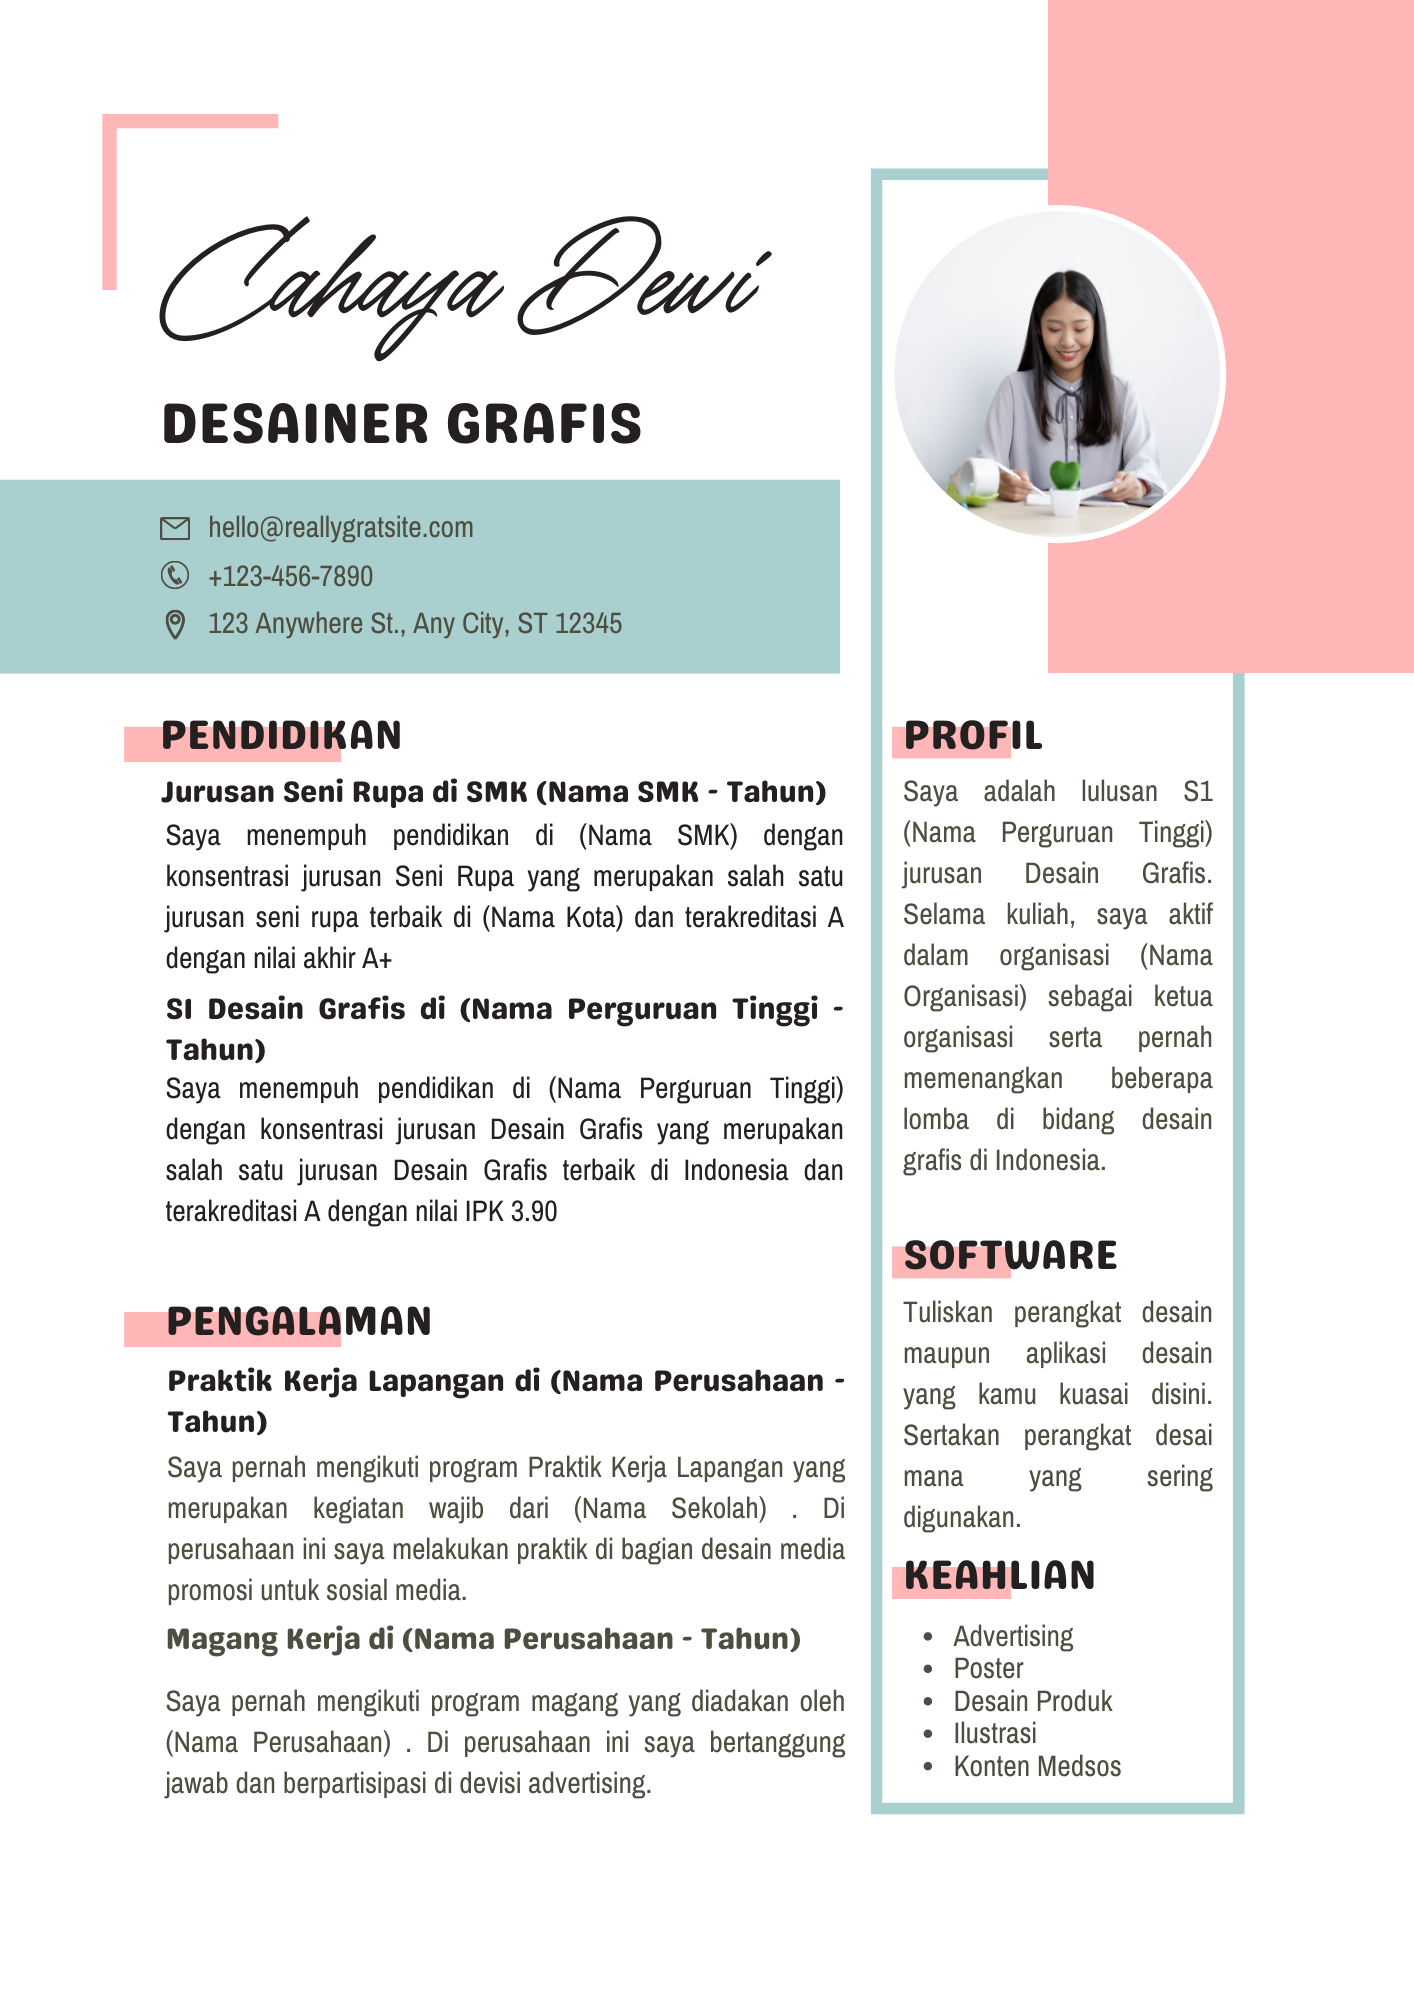 Cahaya Dewi
DESAINER GRAFIS
hello@reallygratsite.com
+123-456-7890
123 Anywhere St., Any City, ST 12345
PENDIDIKAN
Jurusan Seni Rupa di SMK (Nama SMK - Tahun)
Saya menempuh pendidikan di (Nama SMK) dengan
konsentrasi jurusan Seni Rupa yang merupakan salah satu
jurusan seni rupa terbaik di (Nama Kota) dan terakreditasi A
dengan nilai akhir A+
S1 Desain Grafis di (Nama Perguruan Tinggi -
Tahun)
Saya menempuh pendidikan di (Nama Perguruan Tinggi)
dengan konsentrasi jurusan Desain Grafis yang merupakan
salah satu jurusan Desain Grafis terbaik di Indonesia dan
terakreditasi A dengan nilai IPK 3.90
PENGALAMAN
Praktik Kerja Lapangan di (Nama Perusahaan -
Tahun)
Saya pernah mengikuti program Praktik Kerja Lapangan yang
merupakan kegiatan wajib dari (Nama Sekolah) . Di
perusahaan ini saya melakukan praktik di bagian desain media
promosi untuk sosial media.
Magang Kerja di (Nama Perusahaan - Tahun)
Saya pernah mengikuti program magang yang diadakan oleh
(Nama Perusahaan) . Di perusahaan ini saya bertanggung
jawab dan berpartisipasi di devisi advertising.
PROFIL
Saya adalah lulusan S1
(Nama Perguruan Tinggi)
jurusan Desain Grafis.
Selama kuliah, saya aktif
dalam organisasi (Nama
Organisasi) sebagai ketua
organisasi serta pernah
memenangkan beberapa
lomba di bidang desain
grafis di Indonesia.
SOFTWARE
Tuliskan perangkat desain
maupun aplikasi desain
yang kamu kuasai disini.
Sertakan perangkat desai
mana yang sering
digunakan.
KEAHLIAN
• Advertising
• Poster
• Desain Produk
• Ilustrasi
• Konten Medsos